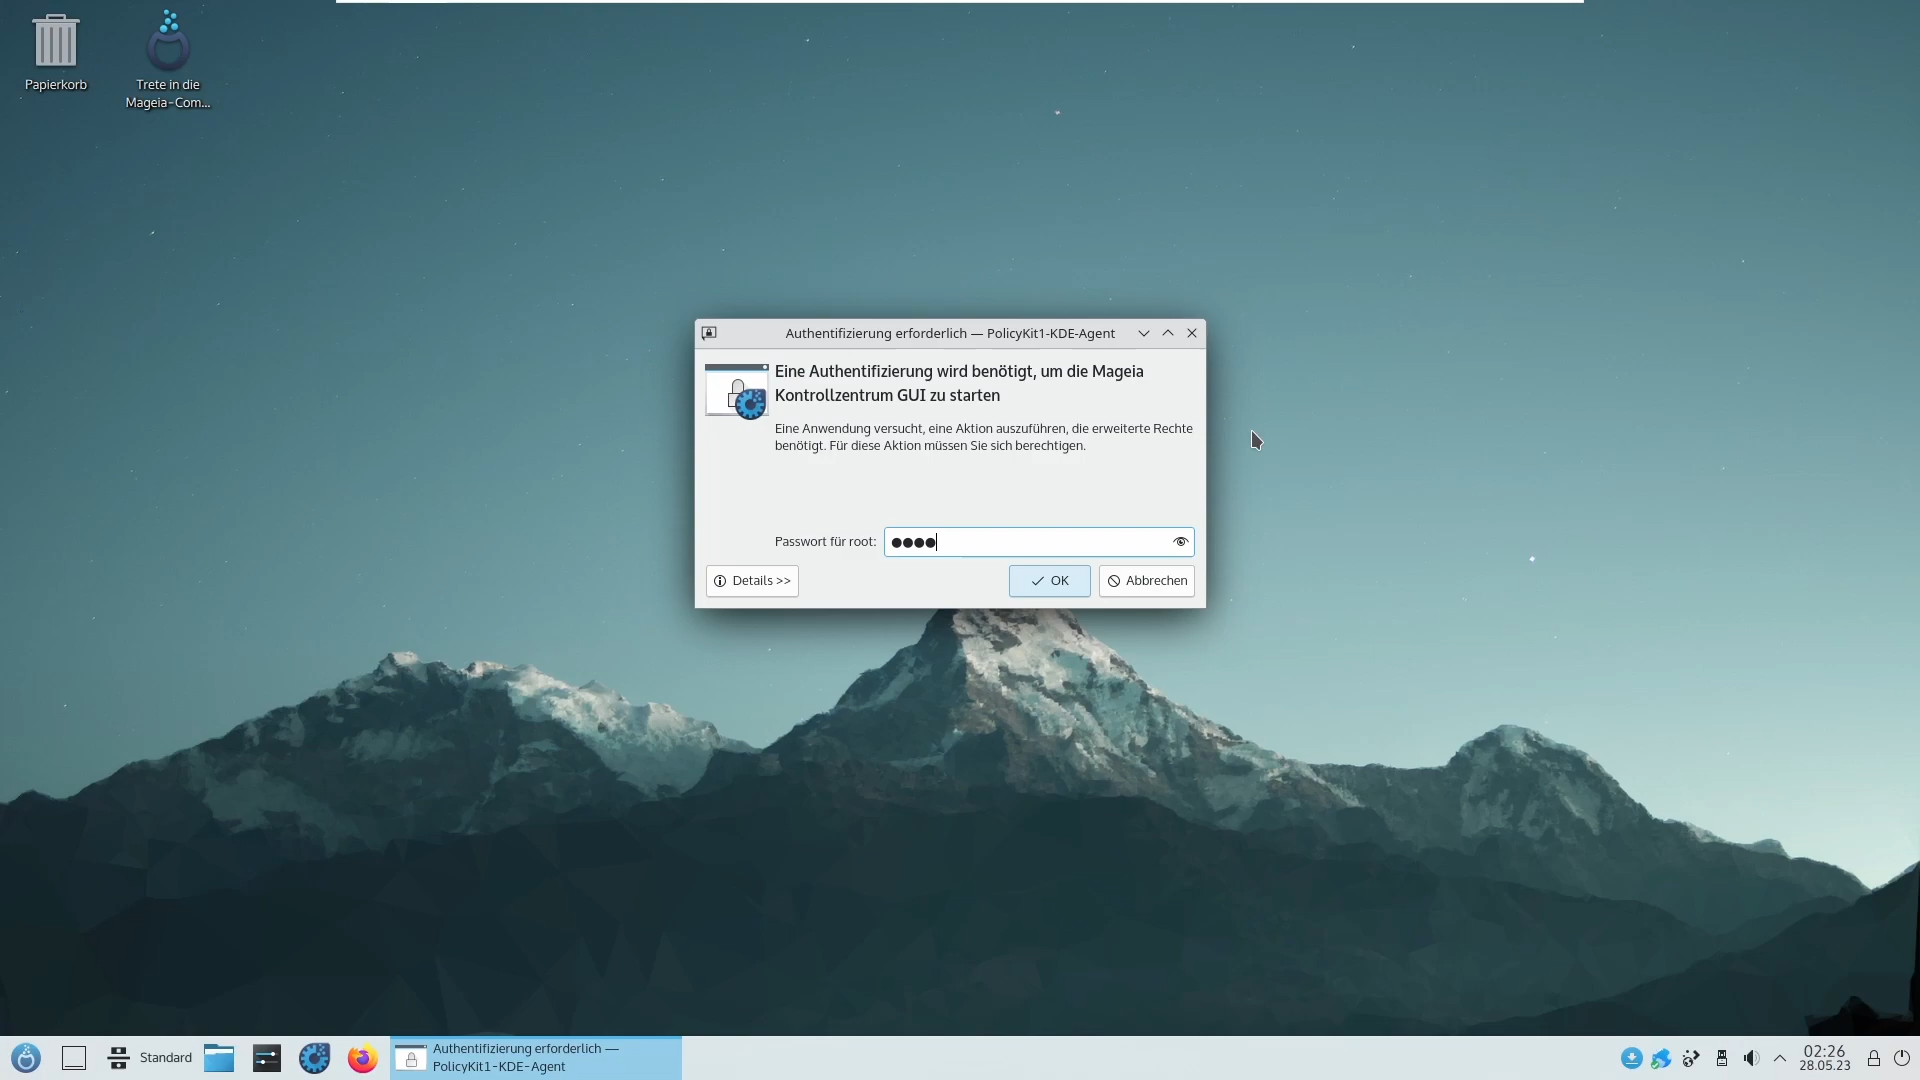 Papierkorb
Trete in die
Mageia-Com...
Authentifizierung erforderlich — PolicyKit1-KDE-Agent
Eine Authentifizierung wird benötigt, um die Mageia
Kontrollzentrum GUI zu starten
Eine Anwendung versucht, eine Aktion auszuführen, die erweiterte Rechte
benötigt. Für diese Aktion müssen Sie sich berechtigen.
Passwort für root: ●●●●
Details >>
OK
Abbrechen
Standard
Authentifizierung erforderlich —
PolicyKit1-KDE-Agent
02:26
28.05.23